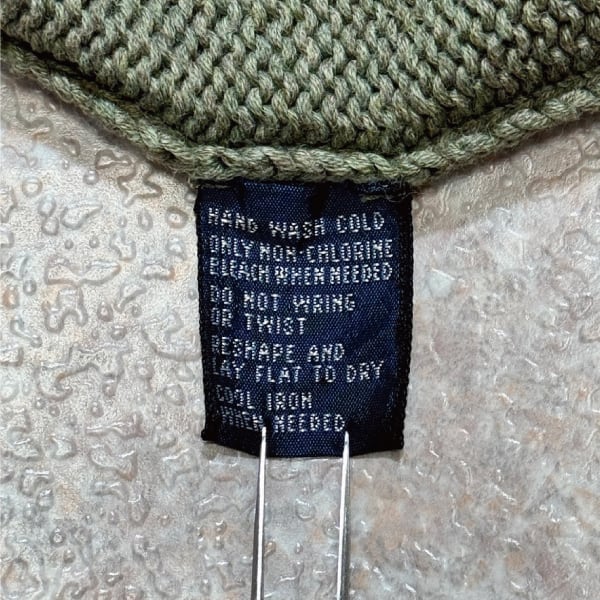 HAND WASH COLD
ONLY NON-CHLORINE
BLEACH WHEN NEEDED
DO NOT WRING
OR TWIST
RESHAPE AND
LAY FLAT TO DRY
COOL IRON
WHEN NEEDED